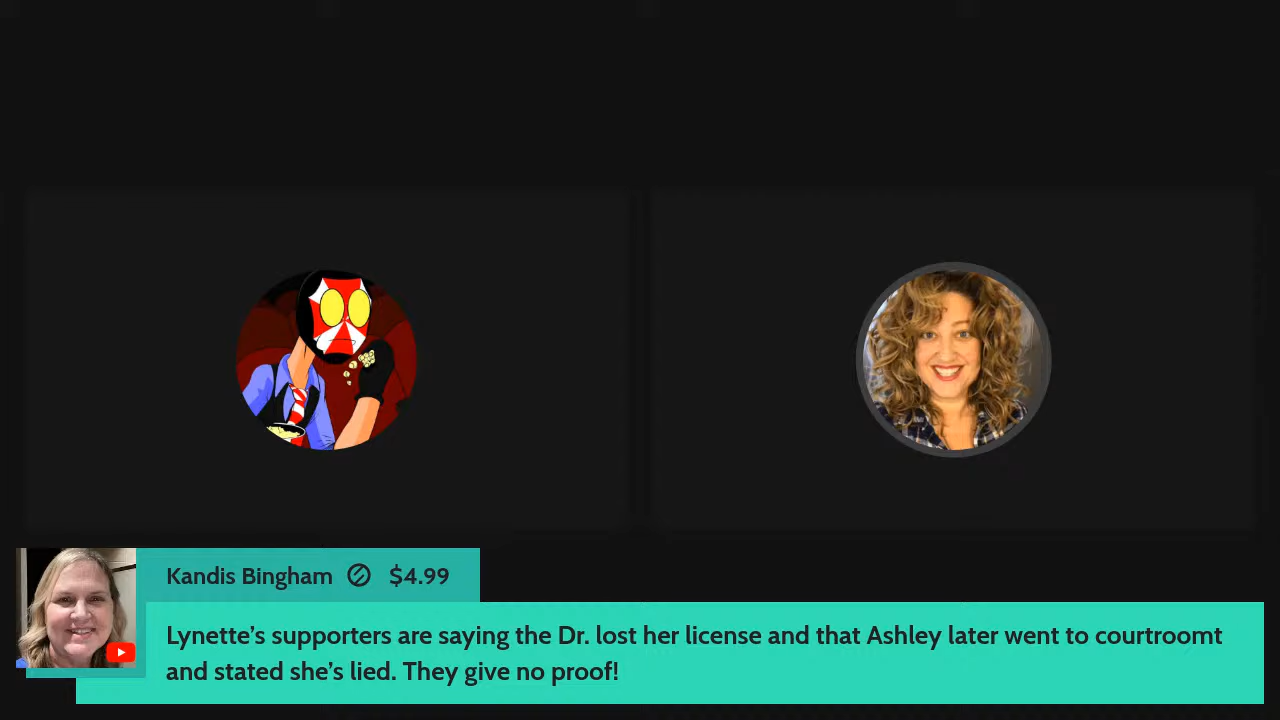 Kandis Bingham $4.99
Lynette's supporters are saying the Dr. lost her license and that Ashley later went to courtroomt
and stated she's lied. They give no proof!